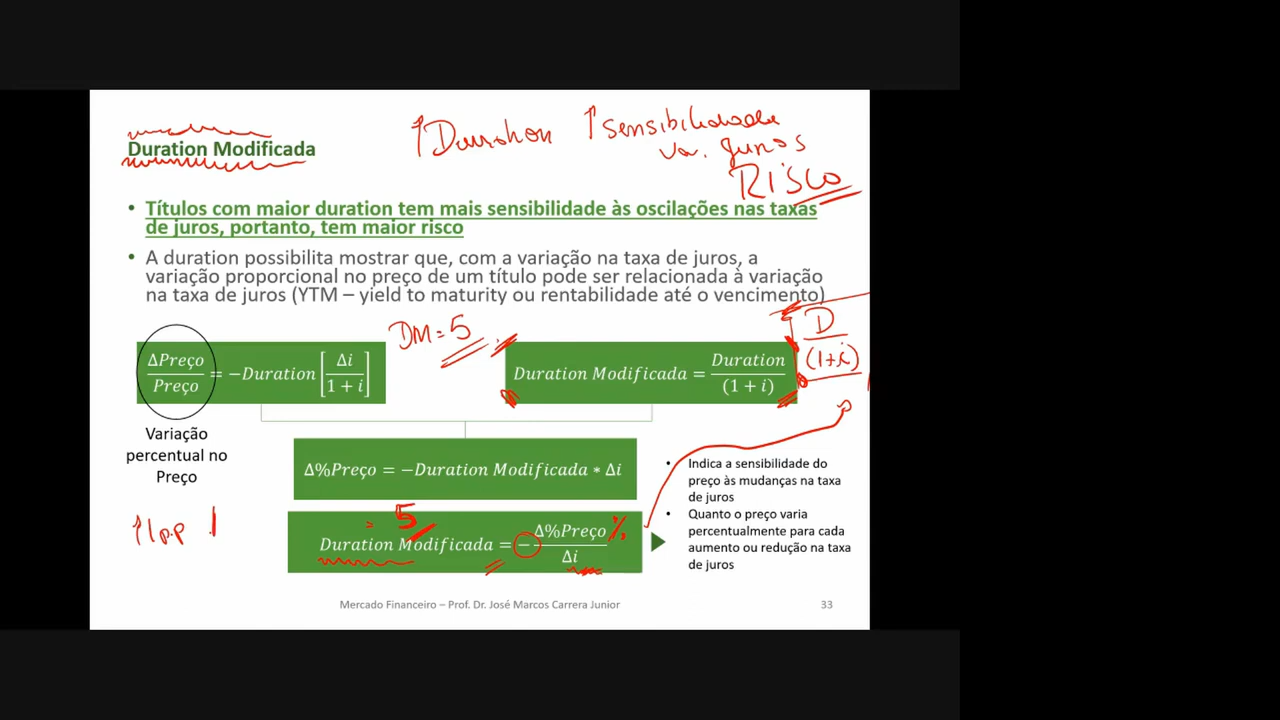 ↑Duration ↑sensibilidade
va. juros
RISCO
Duration Modificada
• Títulos com maior duration tem mais sensibilidade às oscilações nas taxas
de juros, portanto, tem maior risco
• A duration possibilita mostrar que, com a variação na taxa de juros, a
variação proporcional no preço de um título pode ser relacionada à variação
na taxa de juros (YTM – yield to maturity ou rentabilidade até o vencimento)
DM=5
ΔPreço/Preço = −Duration [Δi/1 + i]
Duration Modificada = Duration/(1 + i)
D/(1+i)
Variação
percentual no
Preço
Δ%Preço = −Duration Modificada ∗ Δi
• Indica a sensibilidade do
preço às mudanças na taxa
de juros
• Quanto o preço varia
percentualmente para cada
aumento ou redução na taxa
de juros
↑1p.p
= 5
Duration Modificada = − Δ%Preço/Δi %
Mercado Financeiro – Prof. Dr. José Marcos Carrera Junior 33